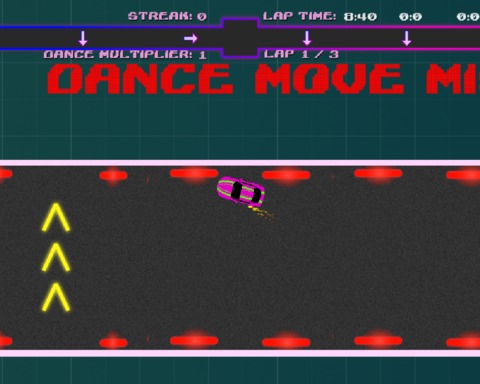 STREAK: 0 LAP TIME: 8:40 0:0 0:0
DANCE MULTIPLIER: 1 LAP 1 / 3
DANCE MOVE MI